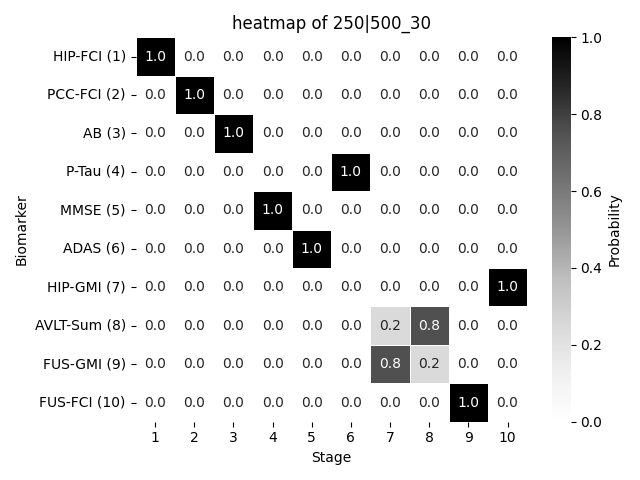 heatmap of 250|500_30
HIP-FCI (1) 1.0 0.0 0.0 0.0 0.0 0.0 0.0 0.0 0.0 0.0
PCC-FCI (2) 0.0 1.0 0.0 0.0 0.0 0.0 0.0 0.0 0.0 0.0
AB (3) 0.0 0.0 1.0 0.0 0.0 0.0 0.0 0.0 0.0 0.0
P-Tau (4) 0.0 0.0 0.0 0.0 0.0 1.0 0.0 0.0 0.0 0.0
MMSE (5) 0.0 0.0 0.0 1.0 0.0 0.0 0.0 0.0 0.0 0.0
ADAS (6) 0.0 0.0 0.0 0.0 1.0 0.0 0.0 0.0 0.0 0.0
HIP-GMI (7) 0.0 0.0 0.0 0.0 0.0 0.0 0.0 0.0 0.0 1.0
AVLT-Sum (8) 0.0 0.0 0.0 0.0 0.0 0.0 0.2 0.8 0.0 0.0
FUS-GMI (9) 0.0 0.0 0.0 0.0 0.0 0.0 0.8 0.2 0.0 0.0
FUS-FCI (10) 0.0 0.0 0.0 0.0 0.0 0.0 0.0 0.0 1.0 0.0
1 2 3 4 5 6 7 8 9 10
Stage
Biomarker
1.0
0.8
0.6
0.4
0.2
0.0
Probability